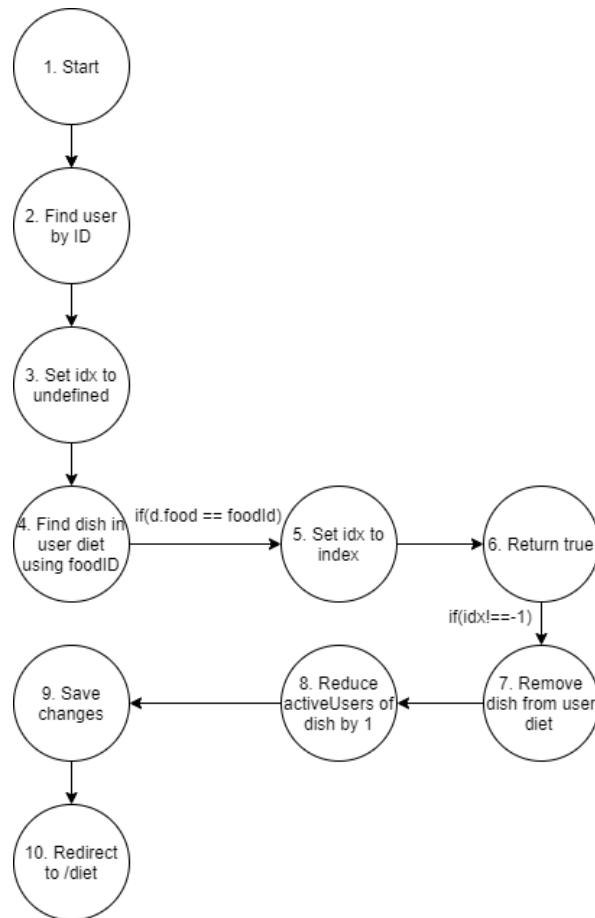 1. Start
2. Find user
by ID
3. Set idx to
undefined
4. Find dish in
user diet
using foodID
if(d.food == foodId)
5. Set idx to
index
6. Return true
if(idx!==-1)
7. Remove
dish from user
diet
8. Reduce
activeUsers of
dish by 1
9. Save
changes
10. Redirect
to /diet